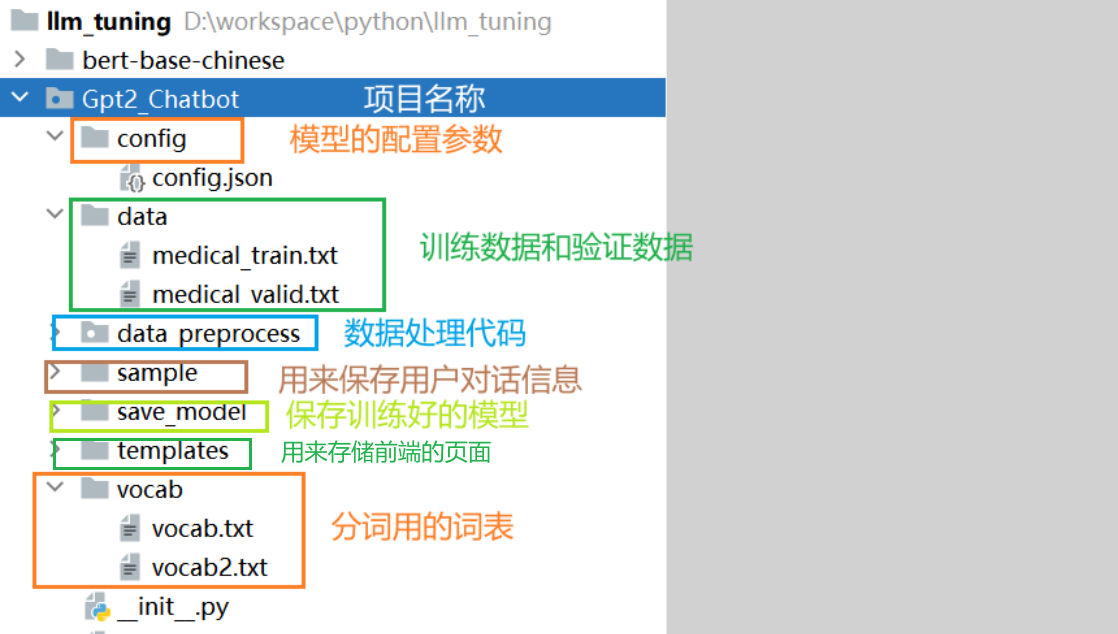 llm_tuning D:\workspace\python\llm_tuning
bert-base-chinese
Gpt2_Chatbot 项目名称
config 模型的配置参数
config.json
data
训练数据和验证数据
medical_train.txt
medical_valid.txt
data_preprocess 数据处理代码
sample 用来保存用户对话信息
save_model 保存训练好的模型
templates 用来存储前端的页面
vocab
vocab.txt 分词用的词表
vocab2.txt
__init__.py